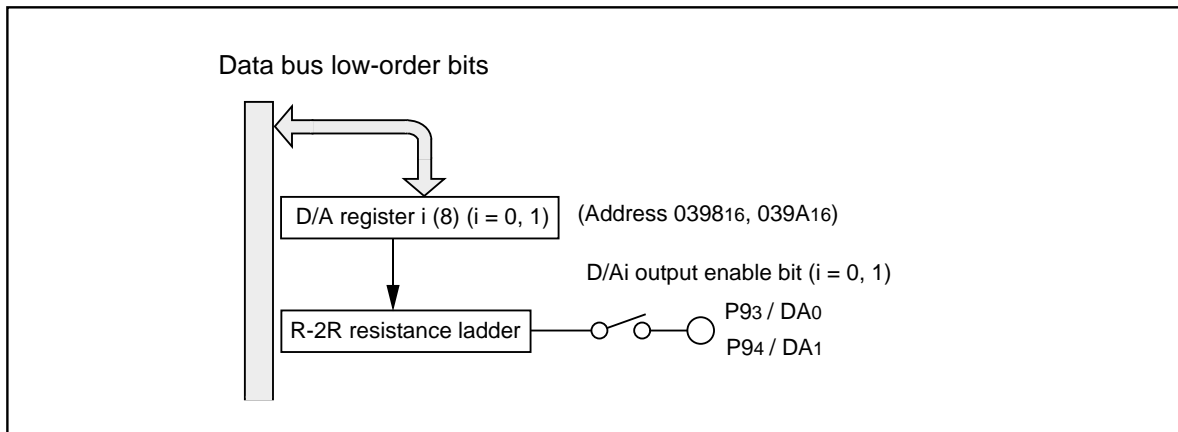 Data bus low-order bits
D/A register i (8) (i = 0, 1)
(Address 039816, 039A16)
D/Ai output enable bit (i = 0, 1)
R-2R resistance ladder
P93 / DA0
P94 / DA1